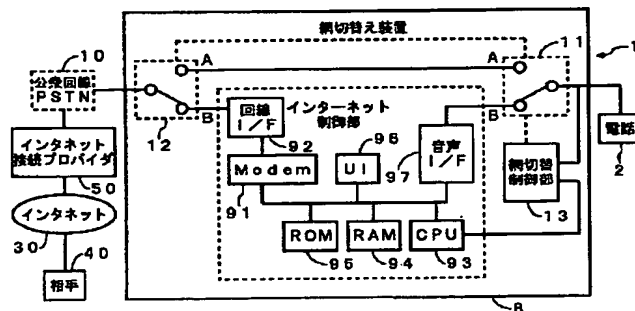 網切替え装置
10
公衆回線
PSTN
A
A
11
1
12
B
回線
I/F
92
インターネット
制御部
96
UI
97
音声
I/F
B
電話
2
インタネット
接続プロバイダ
50
Modem
91
網切替
制御部
13
インタネット
30
ROM
95
RAM
94
CPU
93
40
相手
8